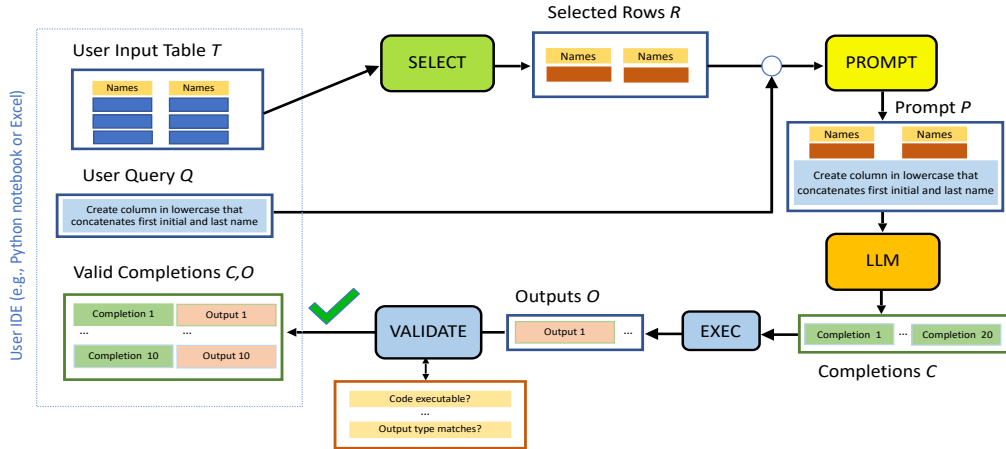 User IDE (e.g., Python notebook or Excel)
User Input Table T
Names Names
SELECT
Selected Rows R
Names Names
PROMPT
Prompt P
Names Names
Create column in lowercase that
concatenates first initial and last name
User Query Q
Create column in lowercase that
concatenates first initial and last name
LLM
Completions C
Completion 1 ... Completion 20
EXEC
Outputs O
Output 1 ...
VALIDATE
Code executable?
...
Output type matches?
Valid Completions C,O
Completion 1 Output 1
... ...
Completion 10 Output 10